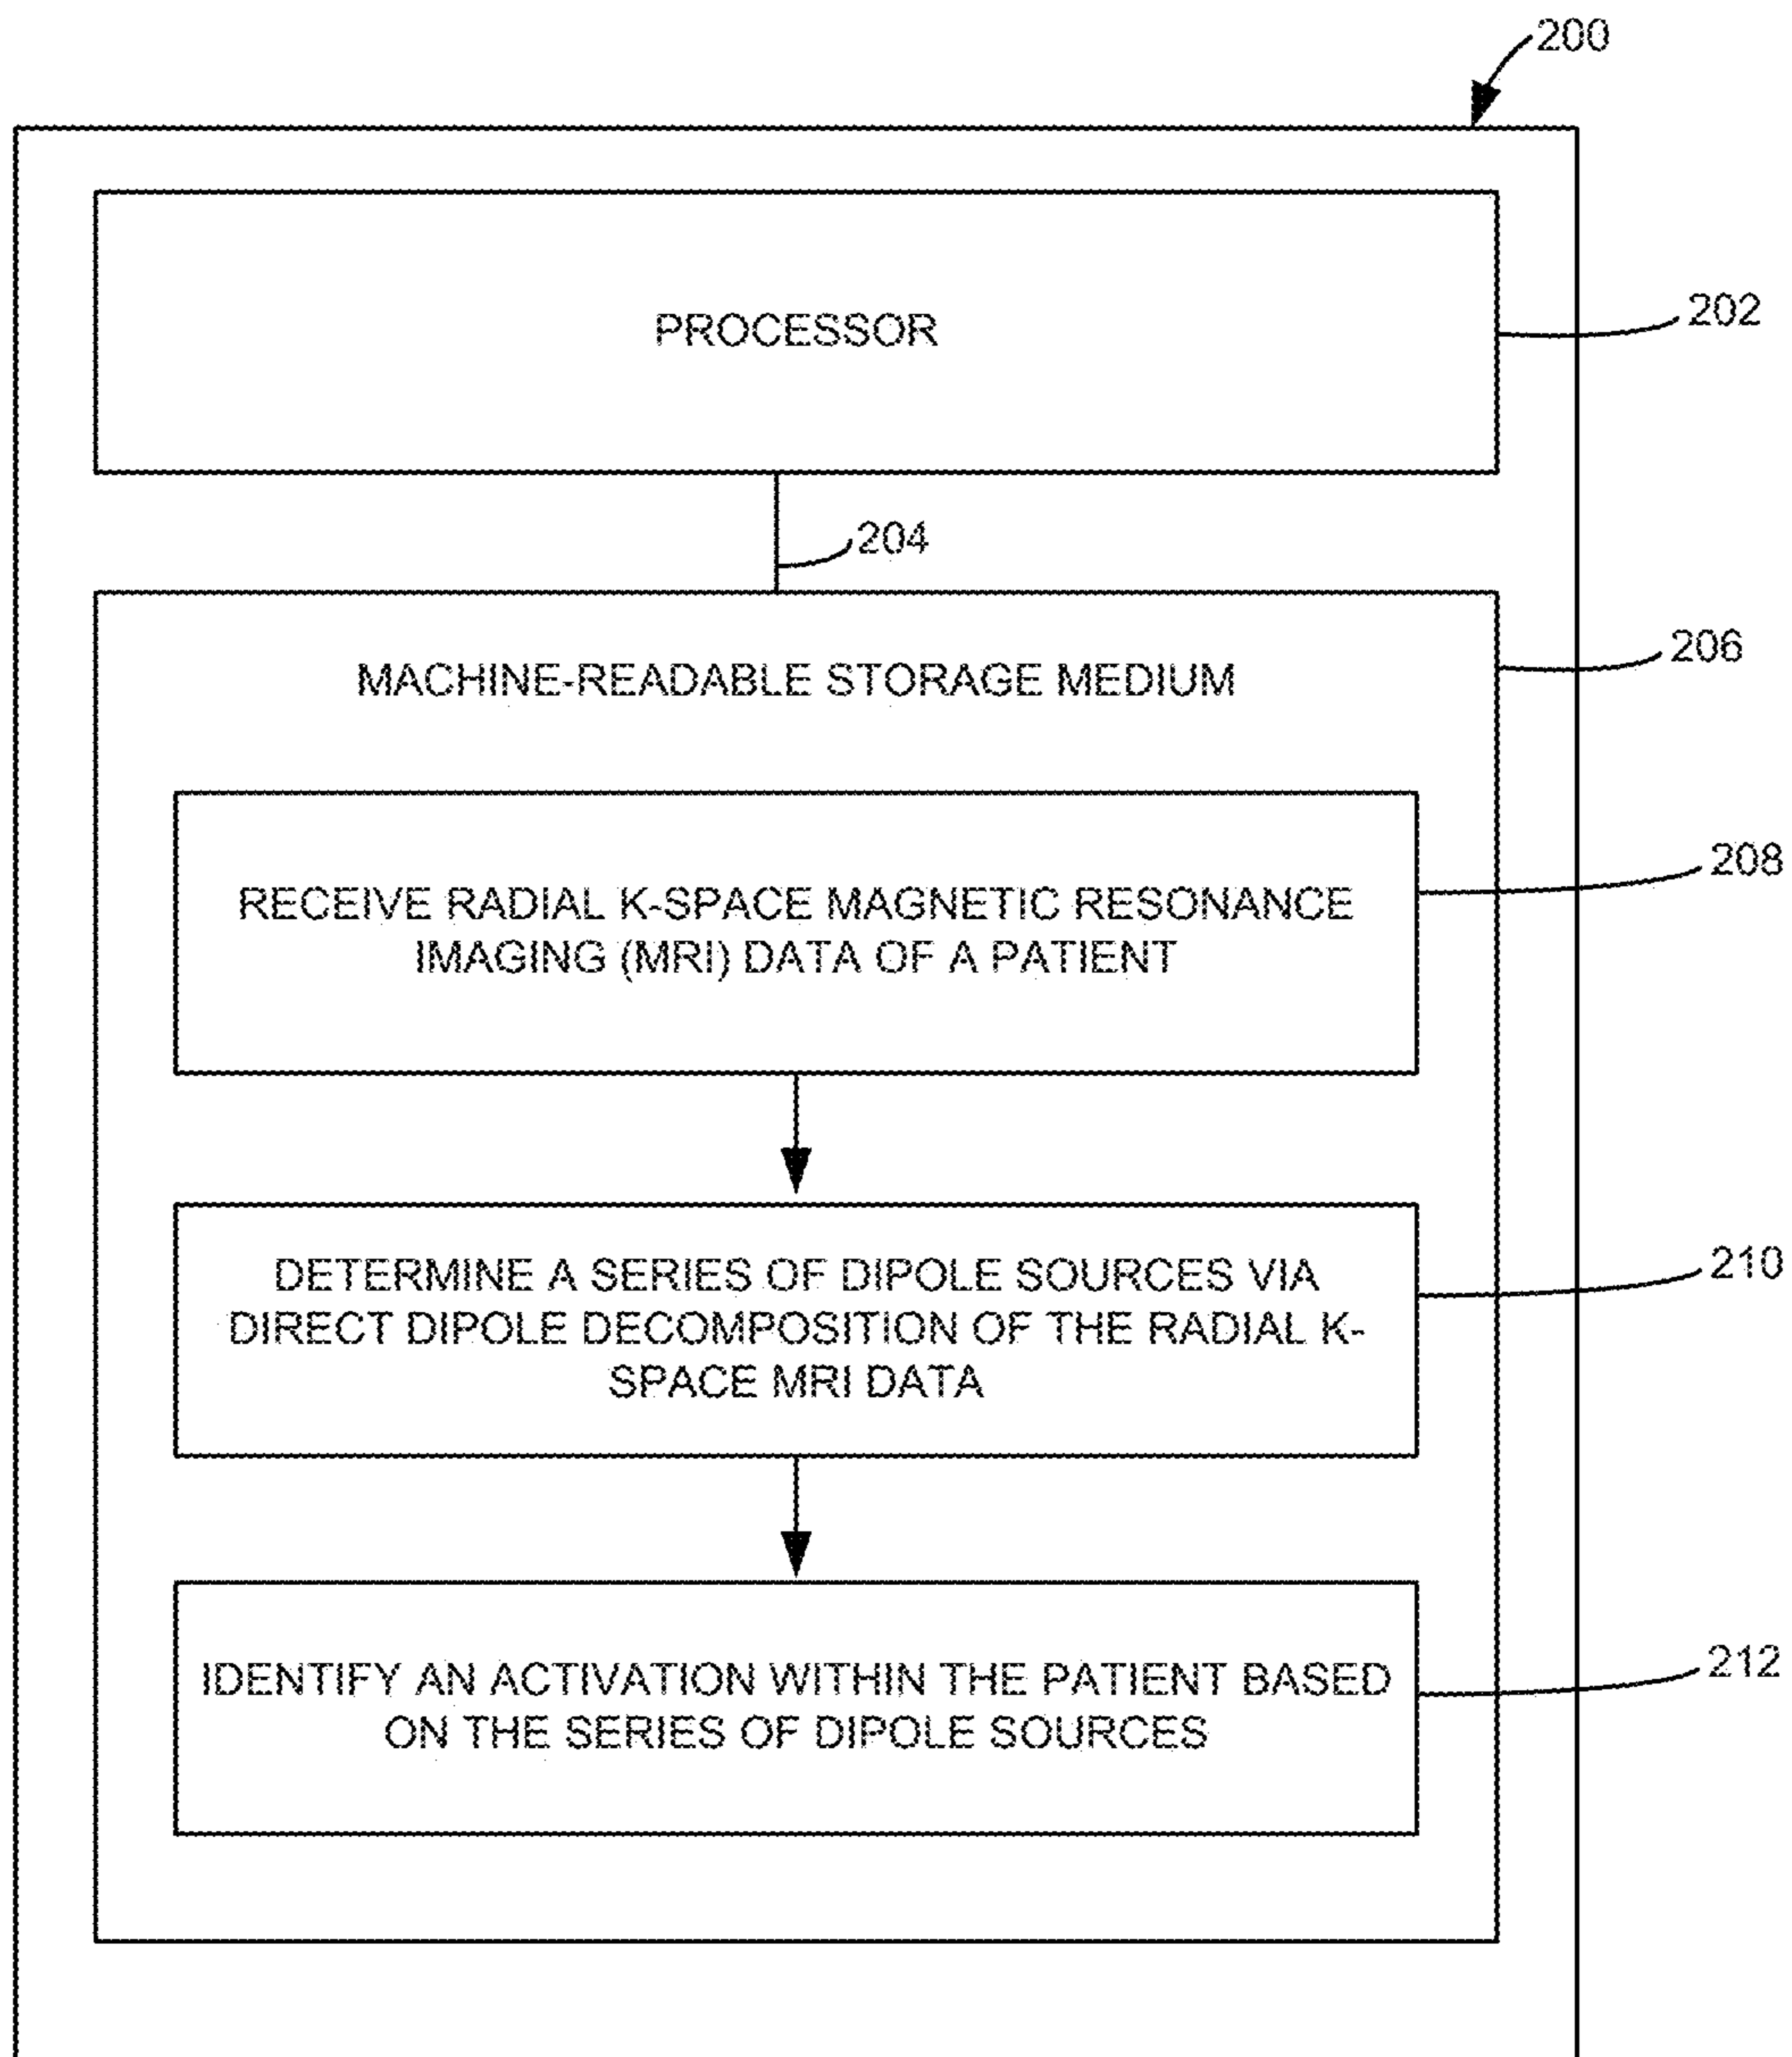 200
PROCESSOR
202
204
206
MACHINE-READABLE STORAGE MEDIUM
208
RECEIVE RADIAL K-SPACE MAGNETIC RESONANCE
IMAGING (MRI) DATA OF A PATIENT
210
DETERMINE A SERIES OF DIPOLE SOURCES VIA
DIRECT DIPOLE DECOMPOSITION OF THE RADIAL K-
SPACE MRI DATA
212
IDENTIFY AN ACTIVATION WITHIN THE PATIENT BASED
ON THE SERIES OF DIPOLE SOURCES